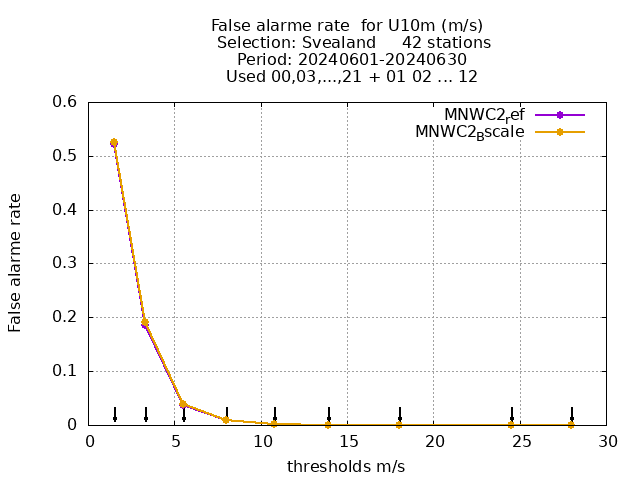 False alarme rate  for U10m (m/s)
Selection: Svealand     42 stations
Period: 20240601-20240630
Used 00,03,...,21 + 01 02 ... 12
MNWC2ref
MNWC2Bscale
0.6
0.5
0.4
0.3
0.2
0.1
0
False alarme rate
0 5 10 15 20 25 30
thresholds m/s